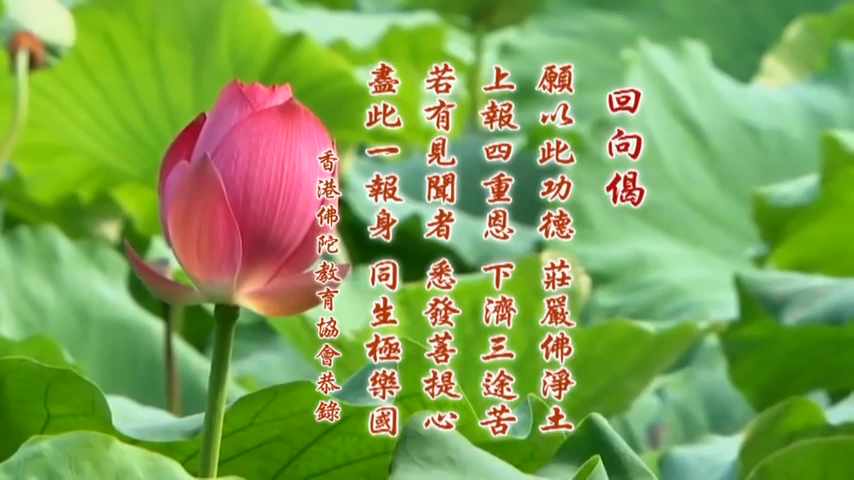 回向偈
願以此功德 莊嚴佛淨土
上報四重恩 下濟三途苦
若有見聞者 悉發菩提心
盡此一報身 同生極樂國
香港佛陀教育協會恭錄